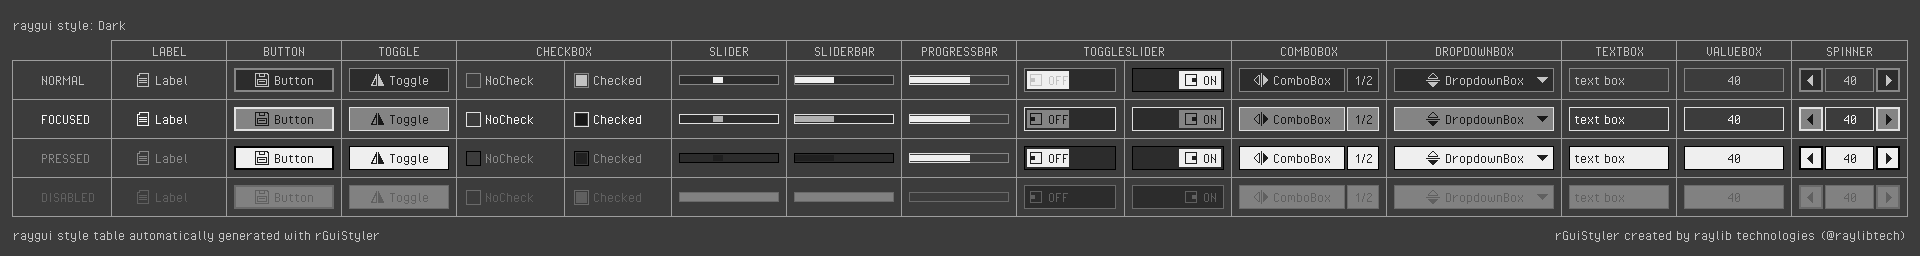 raygui style: Dark
LABEL BUTTON TOGGLE CHECKBOX SLIDER SLIDERBAR PROGRESSBAR TOGGLESLIDER COMBOBOX DROPDOWNBOX TEXTBOX VALUEBOX SPINNER
NORMAL Label Button Toggle NoCheck Checked OFF ON ComboBox 1/2 DropdownBox text box 40 40
FOCUSED Label Button Toggle NoCheck Checked OFF ON ComboBox 1/2 DropdownBox text box 40 40
PRESSED Label Button Toggle NoCheck Checked OFF ON ComboBox 1/2 DropdownBox text box 40 40
DISABLED Label Button Toggle NoCheck Checked OFF ON ComboBox 1/2 DropdownBox text box 40 40
raygui style table automatically generated with rGuiStyler
rGuiStyler created by raylib technologies (@raylibtech)